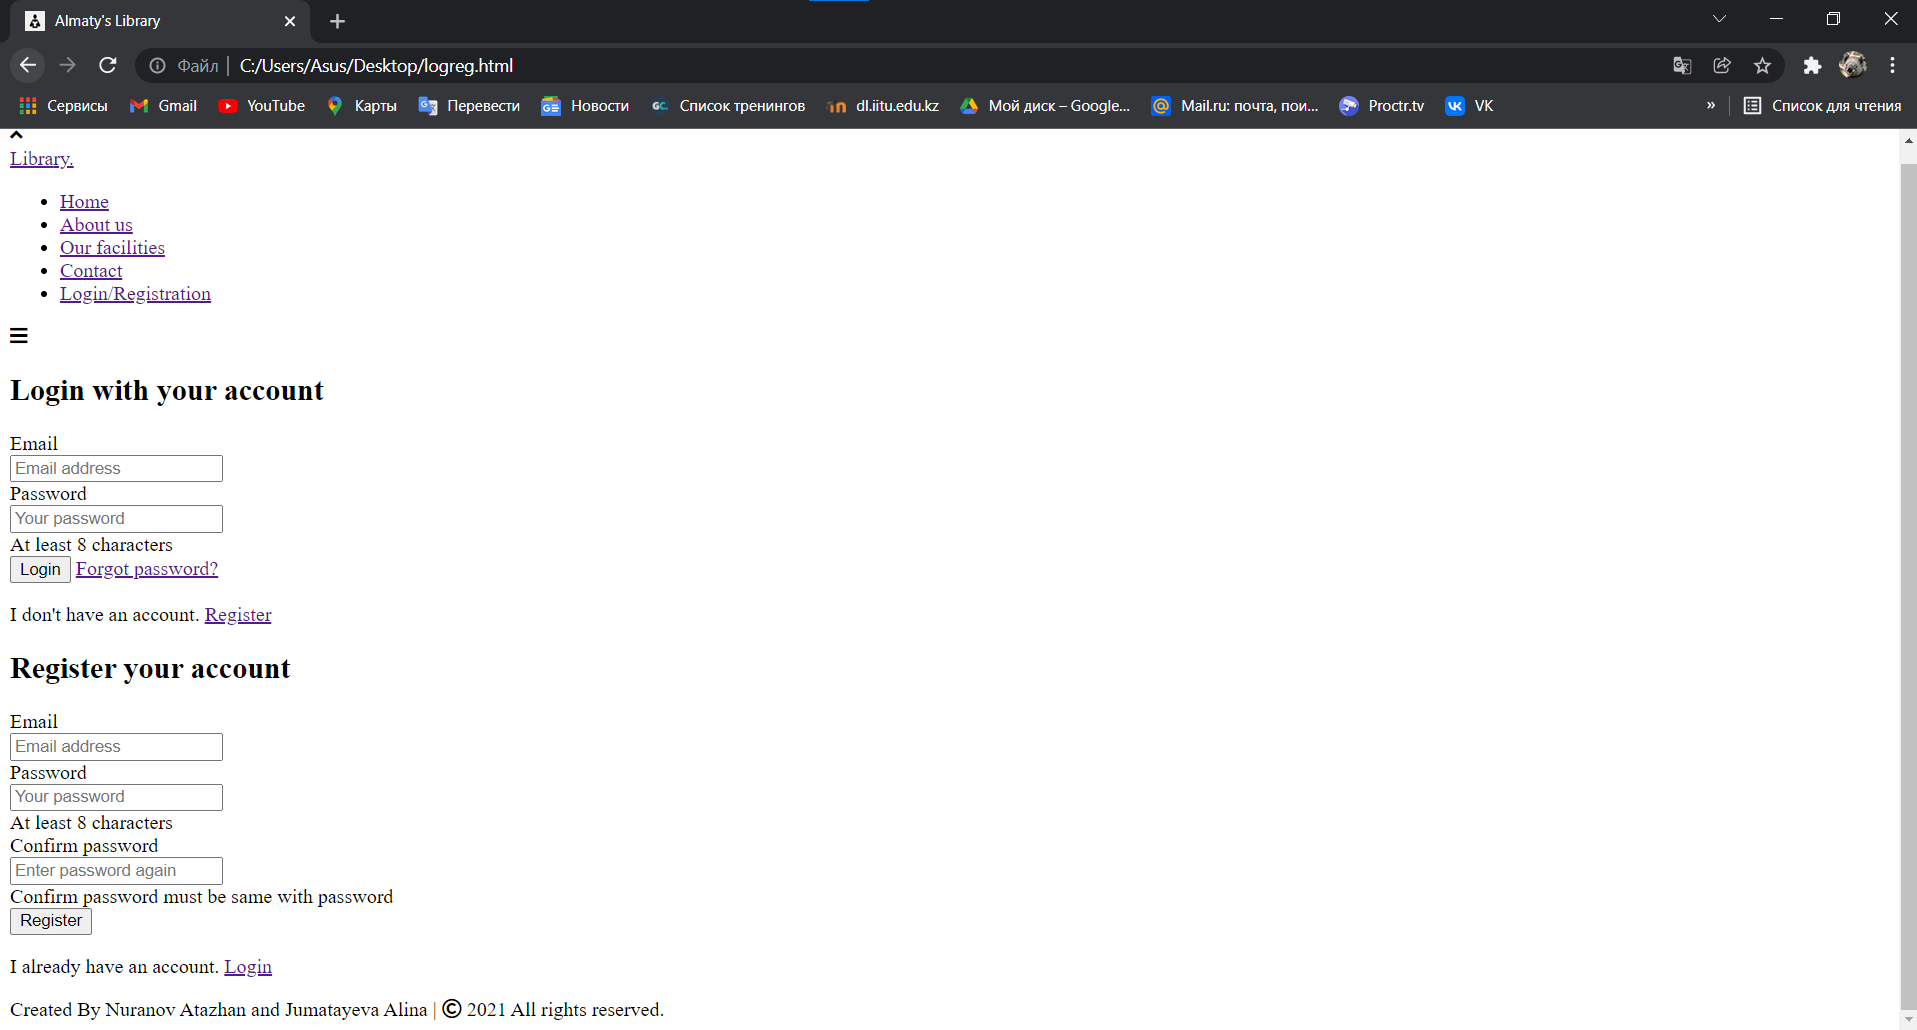 Almaty's Library
Файл | C:/Users/Asus/Desktop/logreg.html
Сервисы Gmail YouTube Карты Перевести Новости GC Список тренингов dl.iitu.edu.kz Мой диск – Google... Mail.ru: почта, пои... Proctr.tv VK » Список для чтения
Library.
Home
About us
Our facilities
Contact
Login/Registration
Login with your account
Email
Email address
Password
Your password
At least 8 characters
Login Forgot password?
I don't have an account. Register
Register your account
Email
Email address
Password
Your password
At least 8 characters
Confirm password
Enter password again
Confirm password must be same with password
Register
I already have an account. Login
Created By Nuranov Atazhan and Jumatayeva Alina | © 2021 All rights reserved.